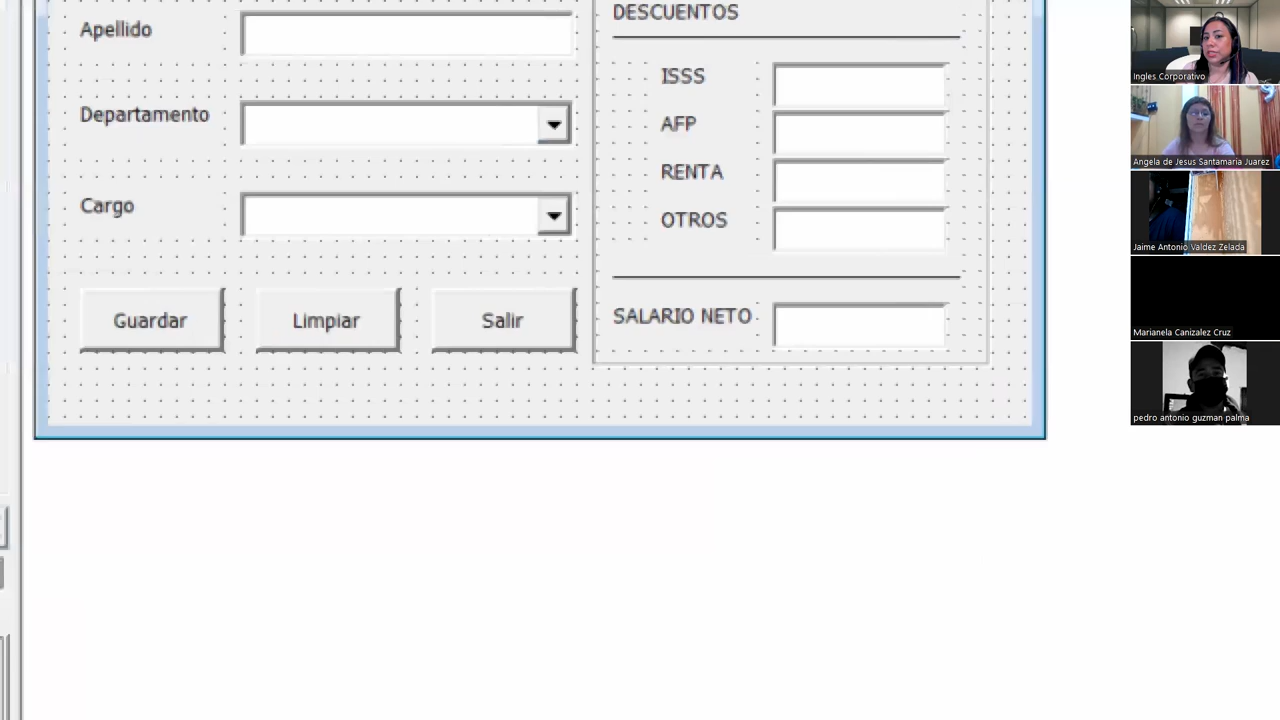 Apellido
Departamento
Cargo
Guardar
Limpiar
Salir
DESCUENTOS
ISSS
AFP
RENTA
OTROS
SALARIO NETO
Ingles Corporativo
Angela de Jesus Santamaría Juarez
Jaime Antonio Valdez Zelada
Marianela Canizalez Cruz
pedro antonio guzman palma